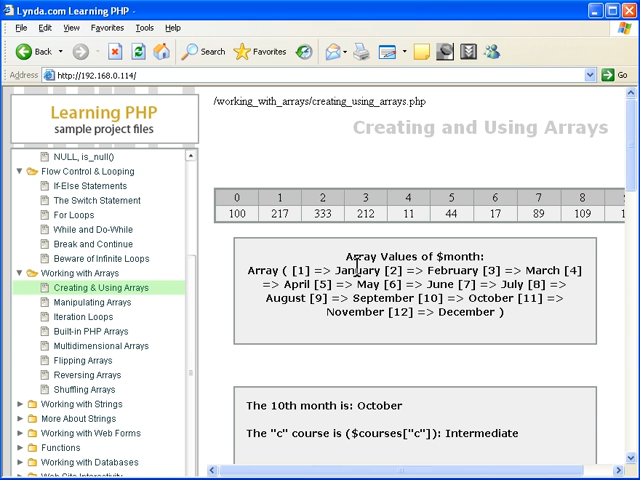 Lynda.com Learning PHP -
File Edit View Favorites Tools Help
Back Search Favorites
Address http://192.168.0.114/
Learning PHP
sample project files
NULL, is_null()
Flow Control & Looping
If-Else Statements
The Switch Statement
For Loops
While and Do-While
Break and Continue
Beware of Infinite Loops
Working with Arrays
Creating & Using Arrays
Manipulating Arrays
Iteration Loops
Built-in PHP Arrays
Multidimensional Arrays
Flipping Arrays
Reversing Arrays
Shuffling Arrays
Working with Strings
More About Strings
Working with Web Forms
Functions
Working with Databases
Web Site Interactivity
/working_with_arrays/creating_using_arrays.php
Creating and Using Arrays
0 1 2 3 4 5 6 7 8
100 217 333 212 11 44 17 89 109 1
Array Values of $month:
Array ( [1] => January [2] => February [3] => March [4]
=> April [5] => May [6] => June [7] => July [8] =>
August [9] => September [10] => October [11] =>
November [12] => December )
The 10th month is: October
The "c" course is ($courses["c"]): Intermediate